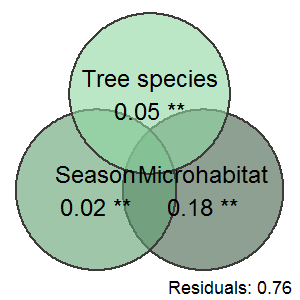 Tree species
0.05 **
Season Microhabitat
0.02 ** 0.18 **
Residuals: 0.76